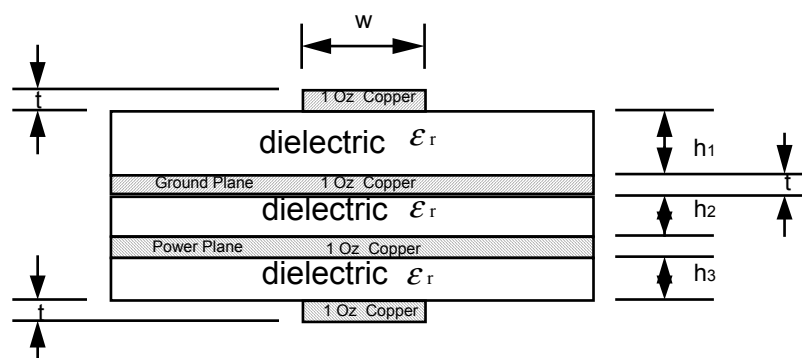 w
t
1 Oz Copper
dielectric εr
h1
Ground Plane 1 Oz Copper
t
dielectric εr
h2
Power Plane 1 Oz Copper
dielectric εr
h3
t
1 Oz Copper